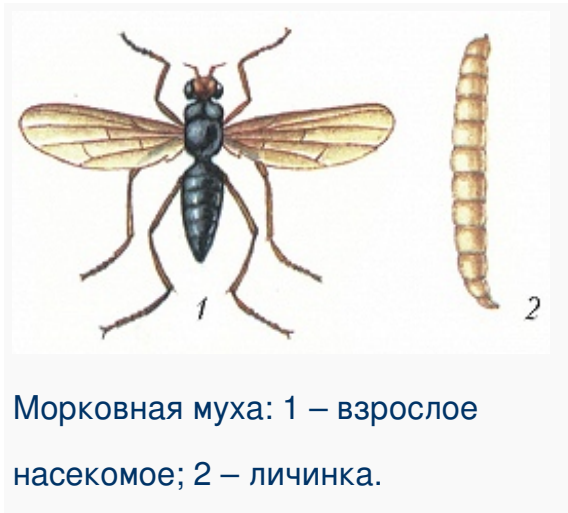 1
2
Морковная муха: 1 – взрослое
насекомое; 2 – личинка.